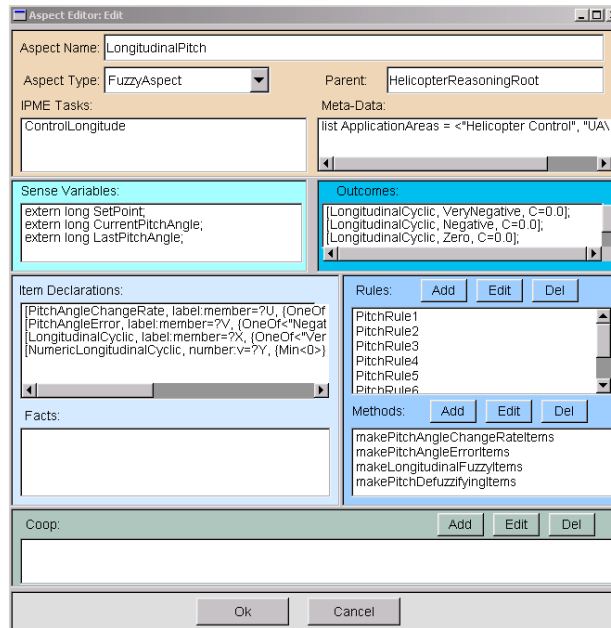 Aspect Editor: Edit
Aspect Name: LongitudinalPitch
Aspect Type: FuzzyAspect Parent: HelicopterReasoningRoot
IPME Tasks: Meta-Data:
ControlLongitude
list ApplicationAreas = <"Helicopter Control", "UA\
Sense Variables: Outcomes:
extern long SetPoint;
extern long CurrentPitchAngle;
extern long LastPitchAngle;
[LongitudinalCyclic, VeryNegative, C=0.0];
[LongitudinalCyclic, Negative, C=0.0];
[LongitudinalCyclic, Zero, C=0.0];
Item Declarations:
[PitchAngleChangeRate, label:member=?U, {OneOf
[PitchAngleError, label:member=?V, {OneOf<"Negat
[LongitudinalCyclic, label:member=?X, {OneOf<"Ver
[NumericLongitudinalCyclic, number:v=?Y, {Min<0>}
Facts:
Rules: Add Edit Del
PitchRule1
PitchRule2
PitchRule3
PitchRule4
PitchRule5
PitchRule6
Methods: Add Edit Del
makePitchAngleChangeRateItems
makePitchAngleErrorItems
makeLongitudinalFuzzyItems
makePitchDefuzzifyingItems
Coop: Add Edit Del
Ok Cancel